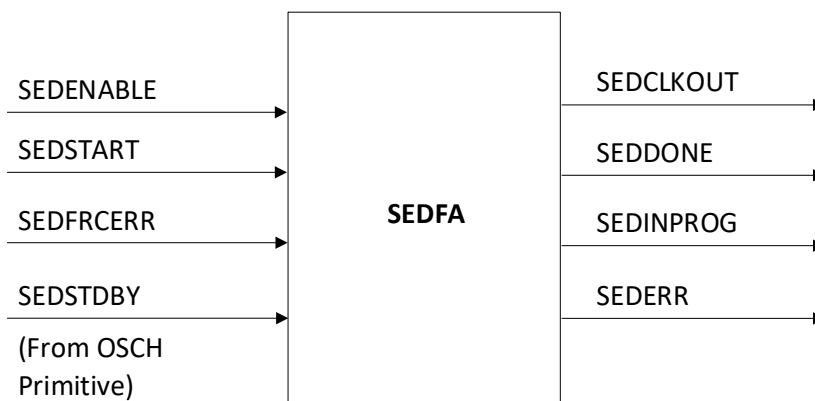 SEDENABLE
SEDSTART
SEDFRCERR
SEDSTDBY
(From OSCH
Primitive)
SEDFA
SEDCLKOUT
SEDDONE
SEDINPROG
SEDERR